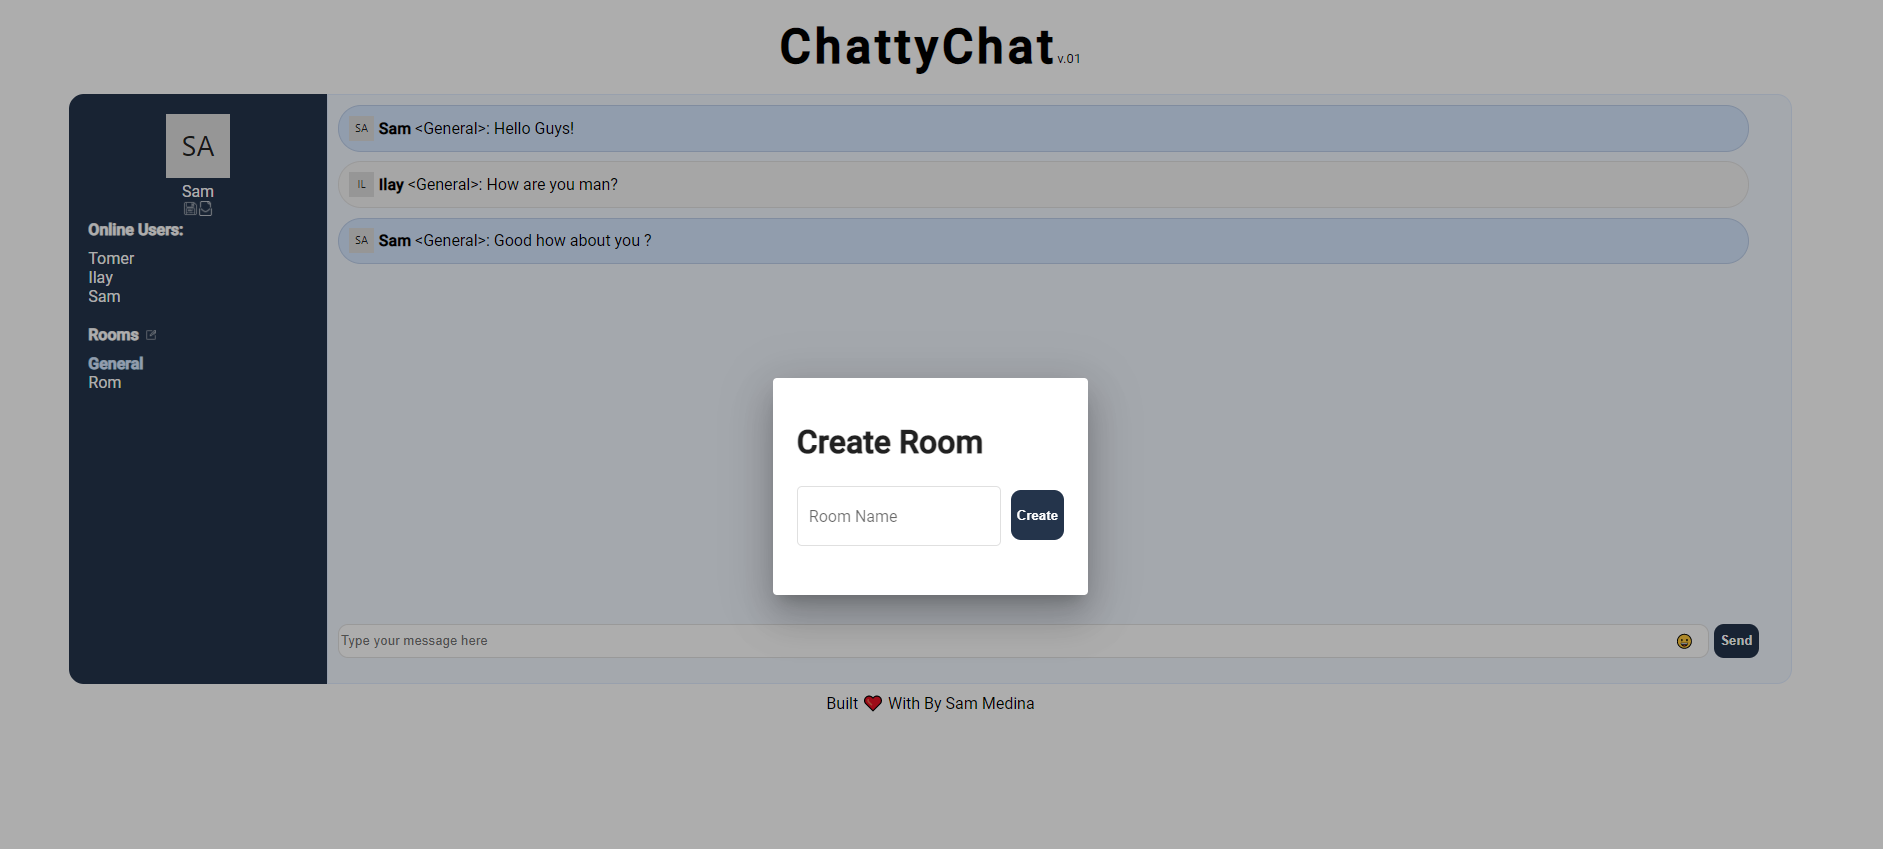 ChattyChat v.01
SA
Sam
Online Users:
Tomer
Ilay
Sam
Rooms
General
Rom
SA Sam <General>: Hello Guys!
IL Ilay <General>: How are you man?
SA Sam <General>: Good how about you ?
Create Room
Room Name
Create
Type your message here
Send
Built ❤ With By Sam Medina